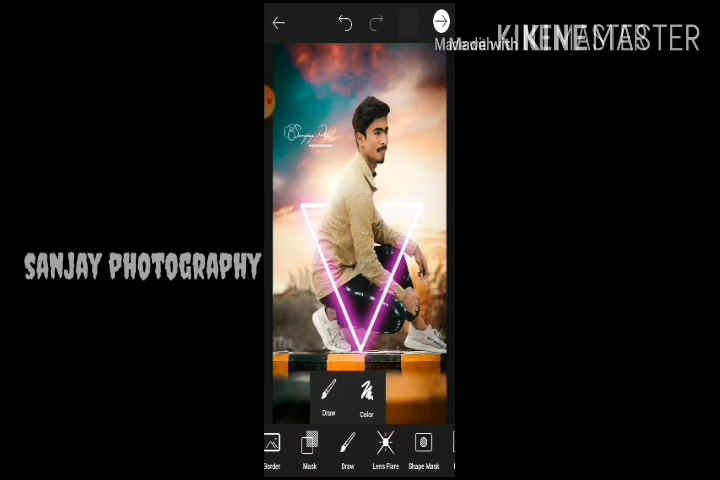 Made with KINEMASTER
SANJAY PHOTOGRAPHY
Draw
Color
Border
Mask
Draw
Lens Flare
Shape Mask